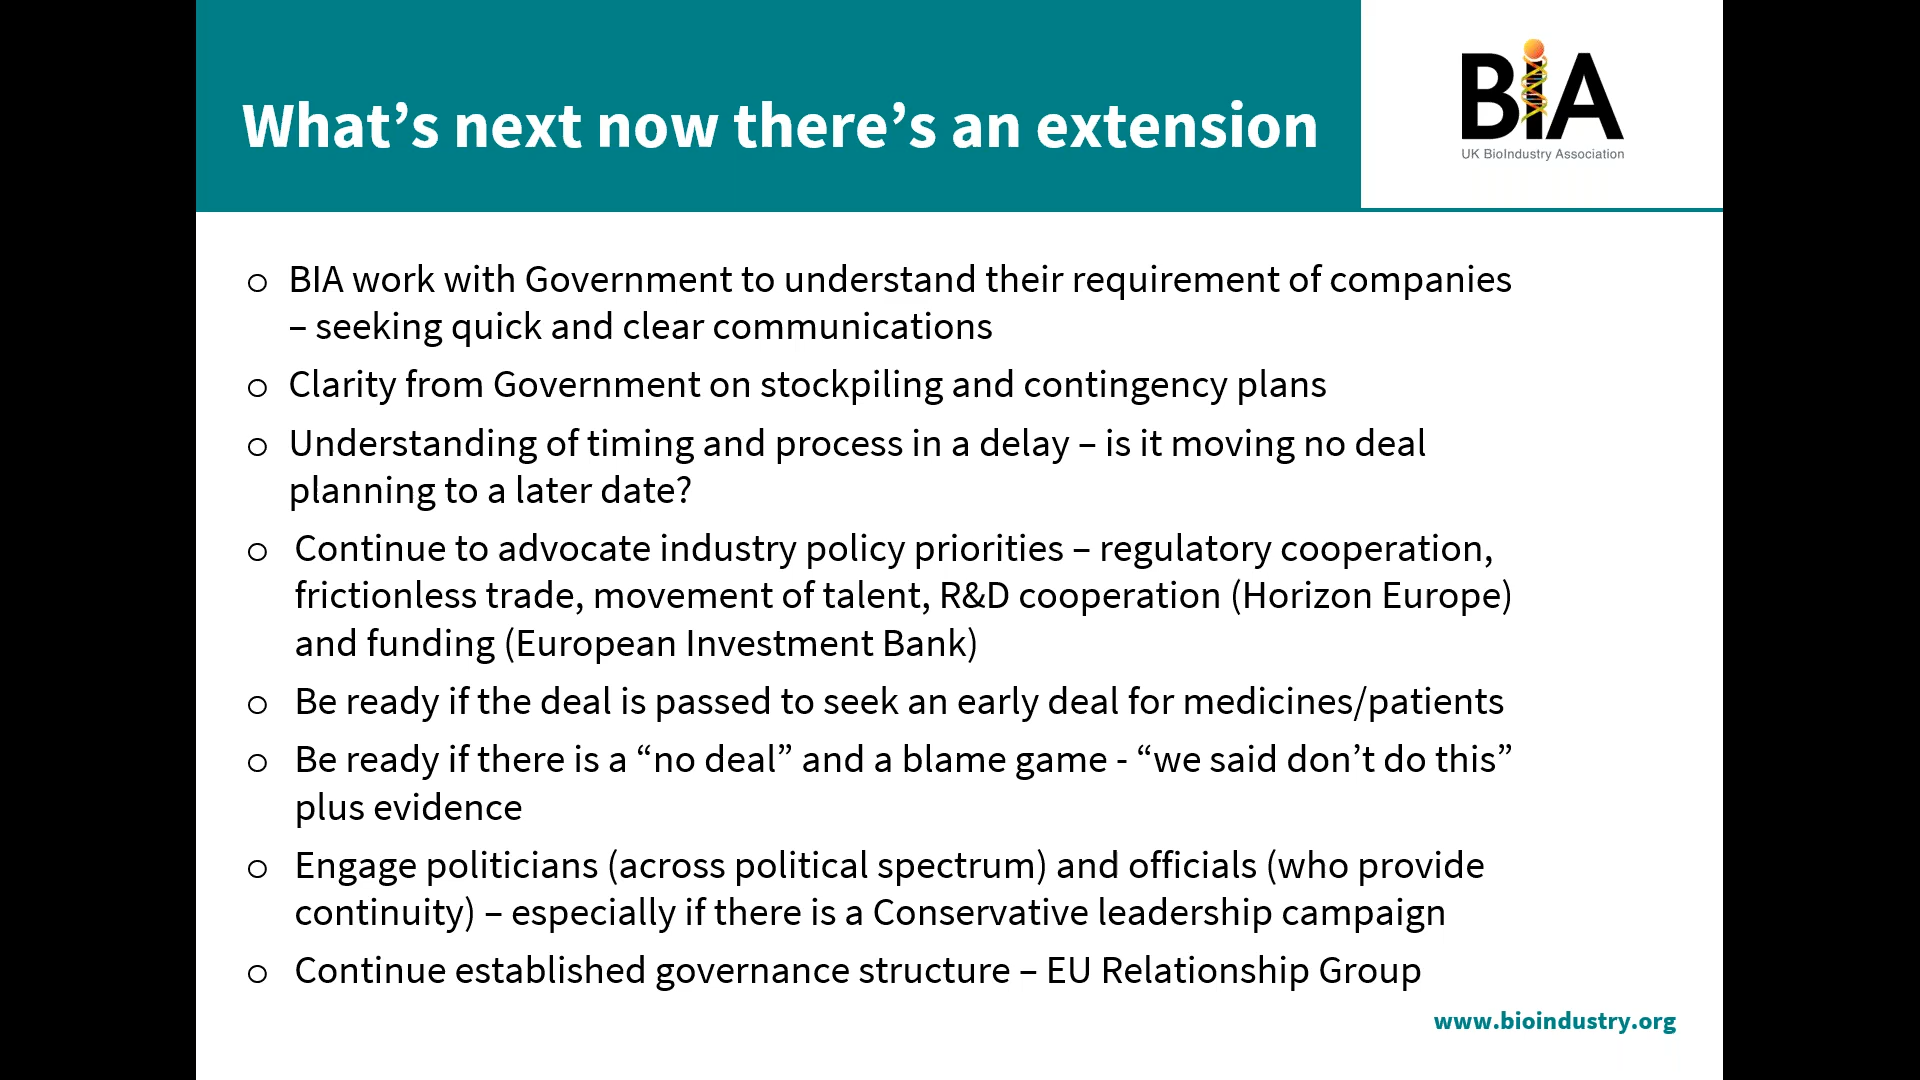 What’s next now there’s an extension
BIA
UK BioIndustry Association
○ BIA work with Government to understand their requirement of companies
– seeking quick and clear communications
○ Clarity from Government on stockpiling and contingency plans
○ Understanding of timing and process in a delay – is it moving no deal
planning to a later date?
○ Continue to advocate industry policy priorities – regulatory cooperation,
frictionless trade, movement of talent, R&D cooperation (Horizon Europe)
and funding (European Investment Bank)
○ Be ready if the deal is passed to seek an early deal for medicines/patients
○ Be ready if there is a “no deal” and a blame game - “we said don’t do this”
plus evidence
○ Engage politicians (across political spectrum) and officials (who provide
continuity) – especially if there is a Conservative leadership campaign
○ Continue established governance structure – EU Relationship Group
www.bioindustry.org